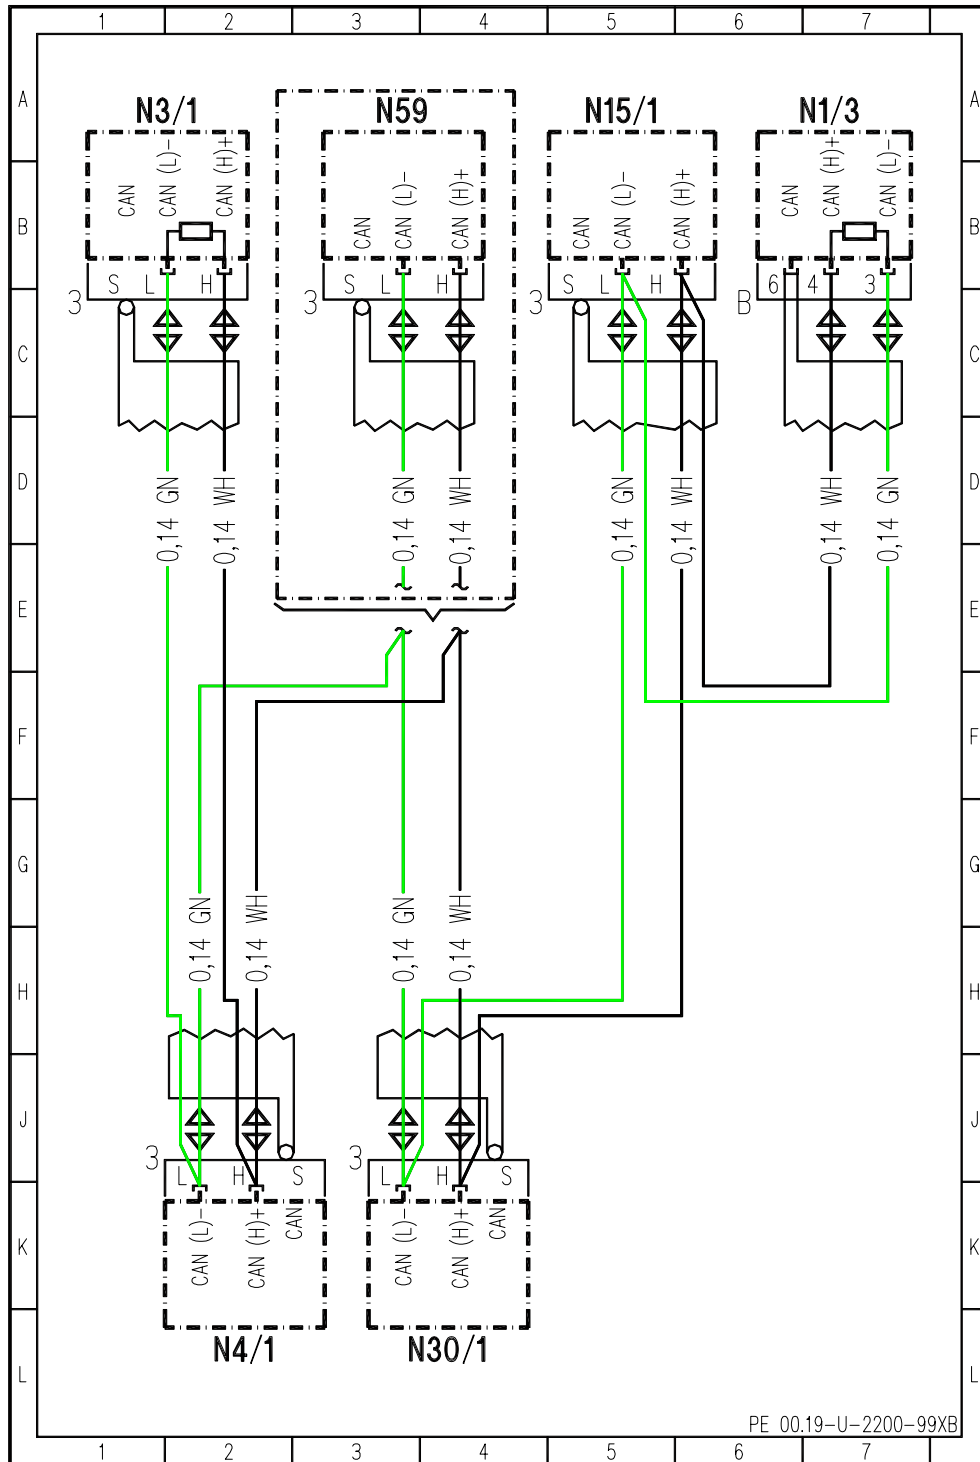 1 2 3 4 5 6 7
A A
N3/1 N59 N15/1 N1/3
CAN CAN (L)- CAN (H)+ CAN CAN (L)- CAN (H)+ CAN CAN (L)- CAN (H)+ CAN CAN (H)+ CAN (L)-
B B
S L H S L H S L H 6 4 3
3 3 3 B
C C
D D
0,14 GN 0,14 WH 0,14 GN 0,14 WH 0,14 GN 0,14 WH 0,14 WH 0,14 GN
E E
F F
G G
0,14 GN 0,14 WH 0,14 GN 0,14 WH
H H
J J
3 3
L H S L H S
K K
CAN (L)- CAN (H)+ CAN CAN (L)- CAN (H)+ CAN
N4/1 N30/1
L L
PE 00.19-U-2200-99XB
1 2 3 4 5 6 7